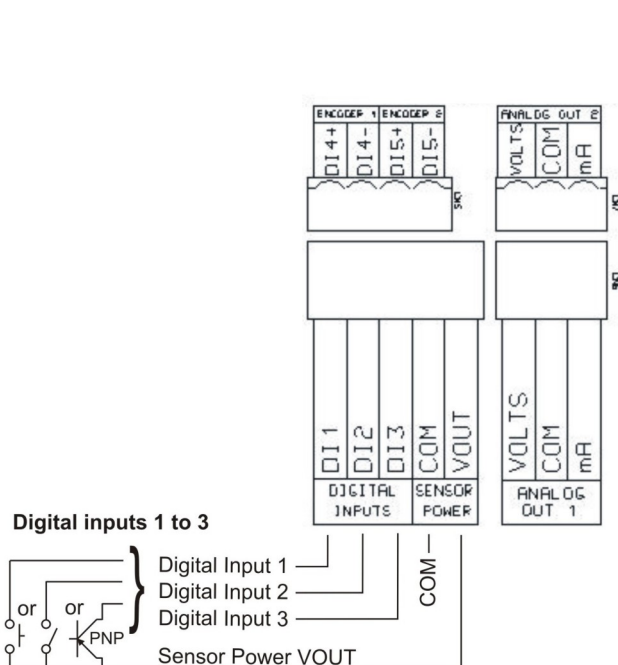 ENCODER 1 ENCODER 2
DI4+ DI4- DI5+ DI5-
ANALOG OUT 2
VOLTS COM mA
DI1 DI2 DI3 COM VOUT
DIGITAL INPUTS
SENSOR POWER
VOLTS COM mA
ANALOG OUT 1
Digital inputs 1 to 3
or or
PNP
Digital Input 1
Digital Input 2
Digital Input 3
COM
Sensor Power VOUT